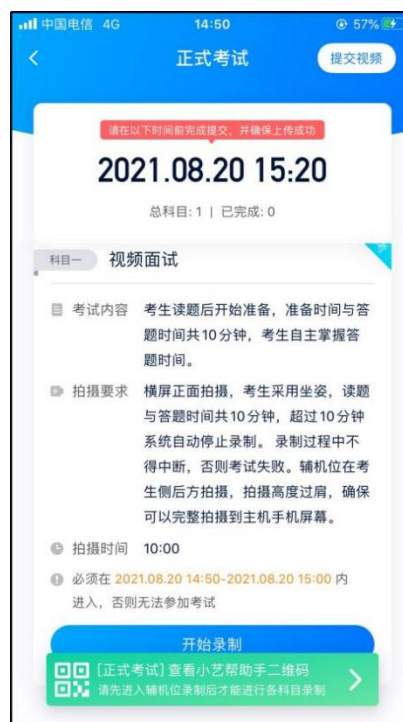 中国电信 4G 14:50 57%
正式考试 提交视频
请在以下时间前完成提交，并确保上传成功
2021.08.20 15:20
总科目: 1 | 已完成: 0
科目一 视频面试
考试内容 考生读题后开始准备，准备时间与答
题时间共10分钟，考生自主掌握答
题时间。
拍摄要求 横屏正面拍摄，考生采用坐姿，读题
与答题时间共10分钟，超过10分钟
系统自动停止录制。录制过程中不
得中断，否则考试失败。辅机位在考
生侧后方拍摄，拍摄高度过肩，确保
可以完整拍摄到主机手机屏幕。
拍摄时间 10:00
必须在 2021.08.20 14:50-2021.08.20 15:00 内
进入，否则无法参加考试
开始录制
[正式考试] 查看小艺帮助手二维码
请先进入辅机位录制后才能进行各科目录制